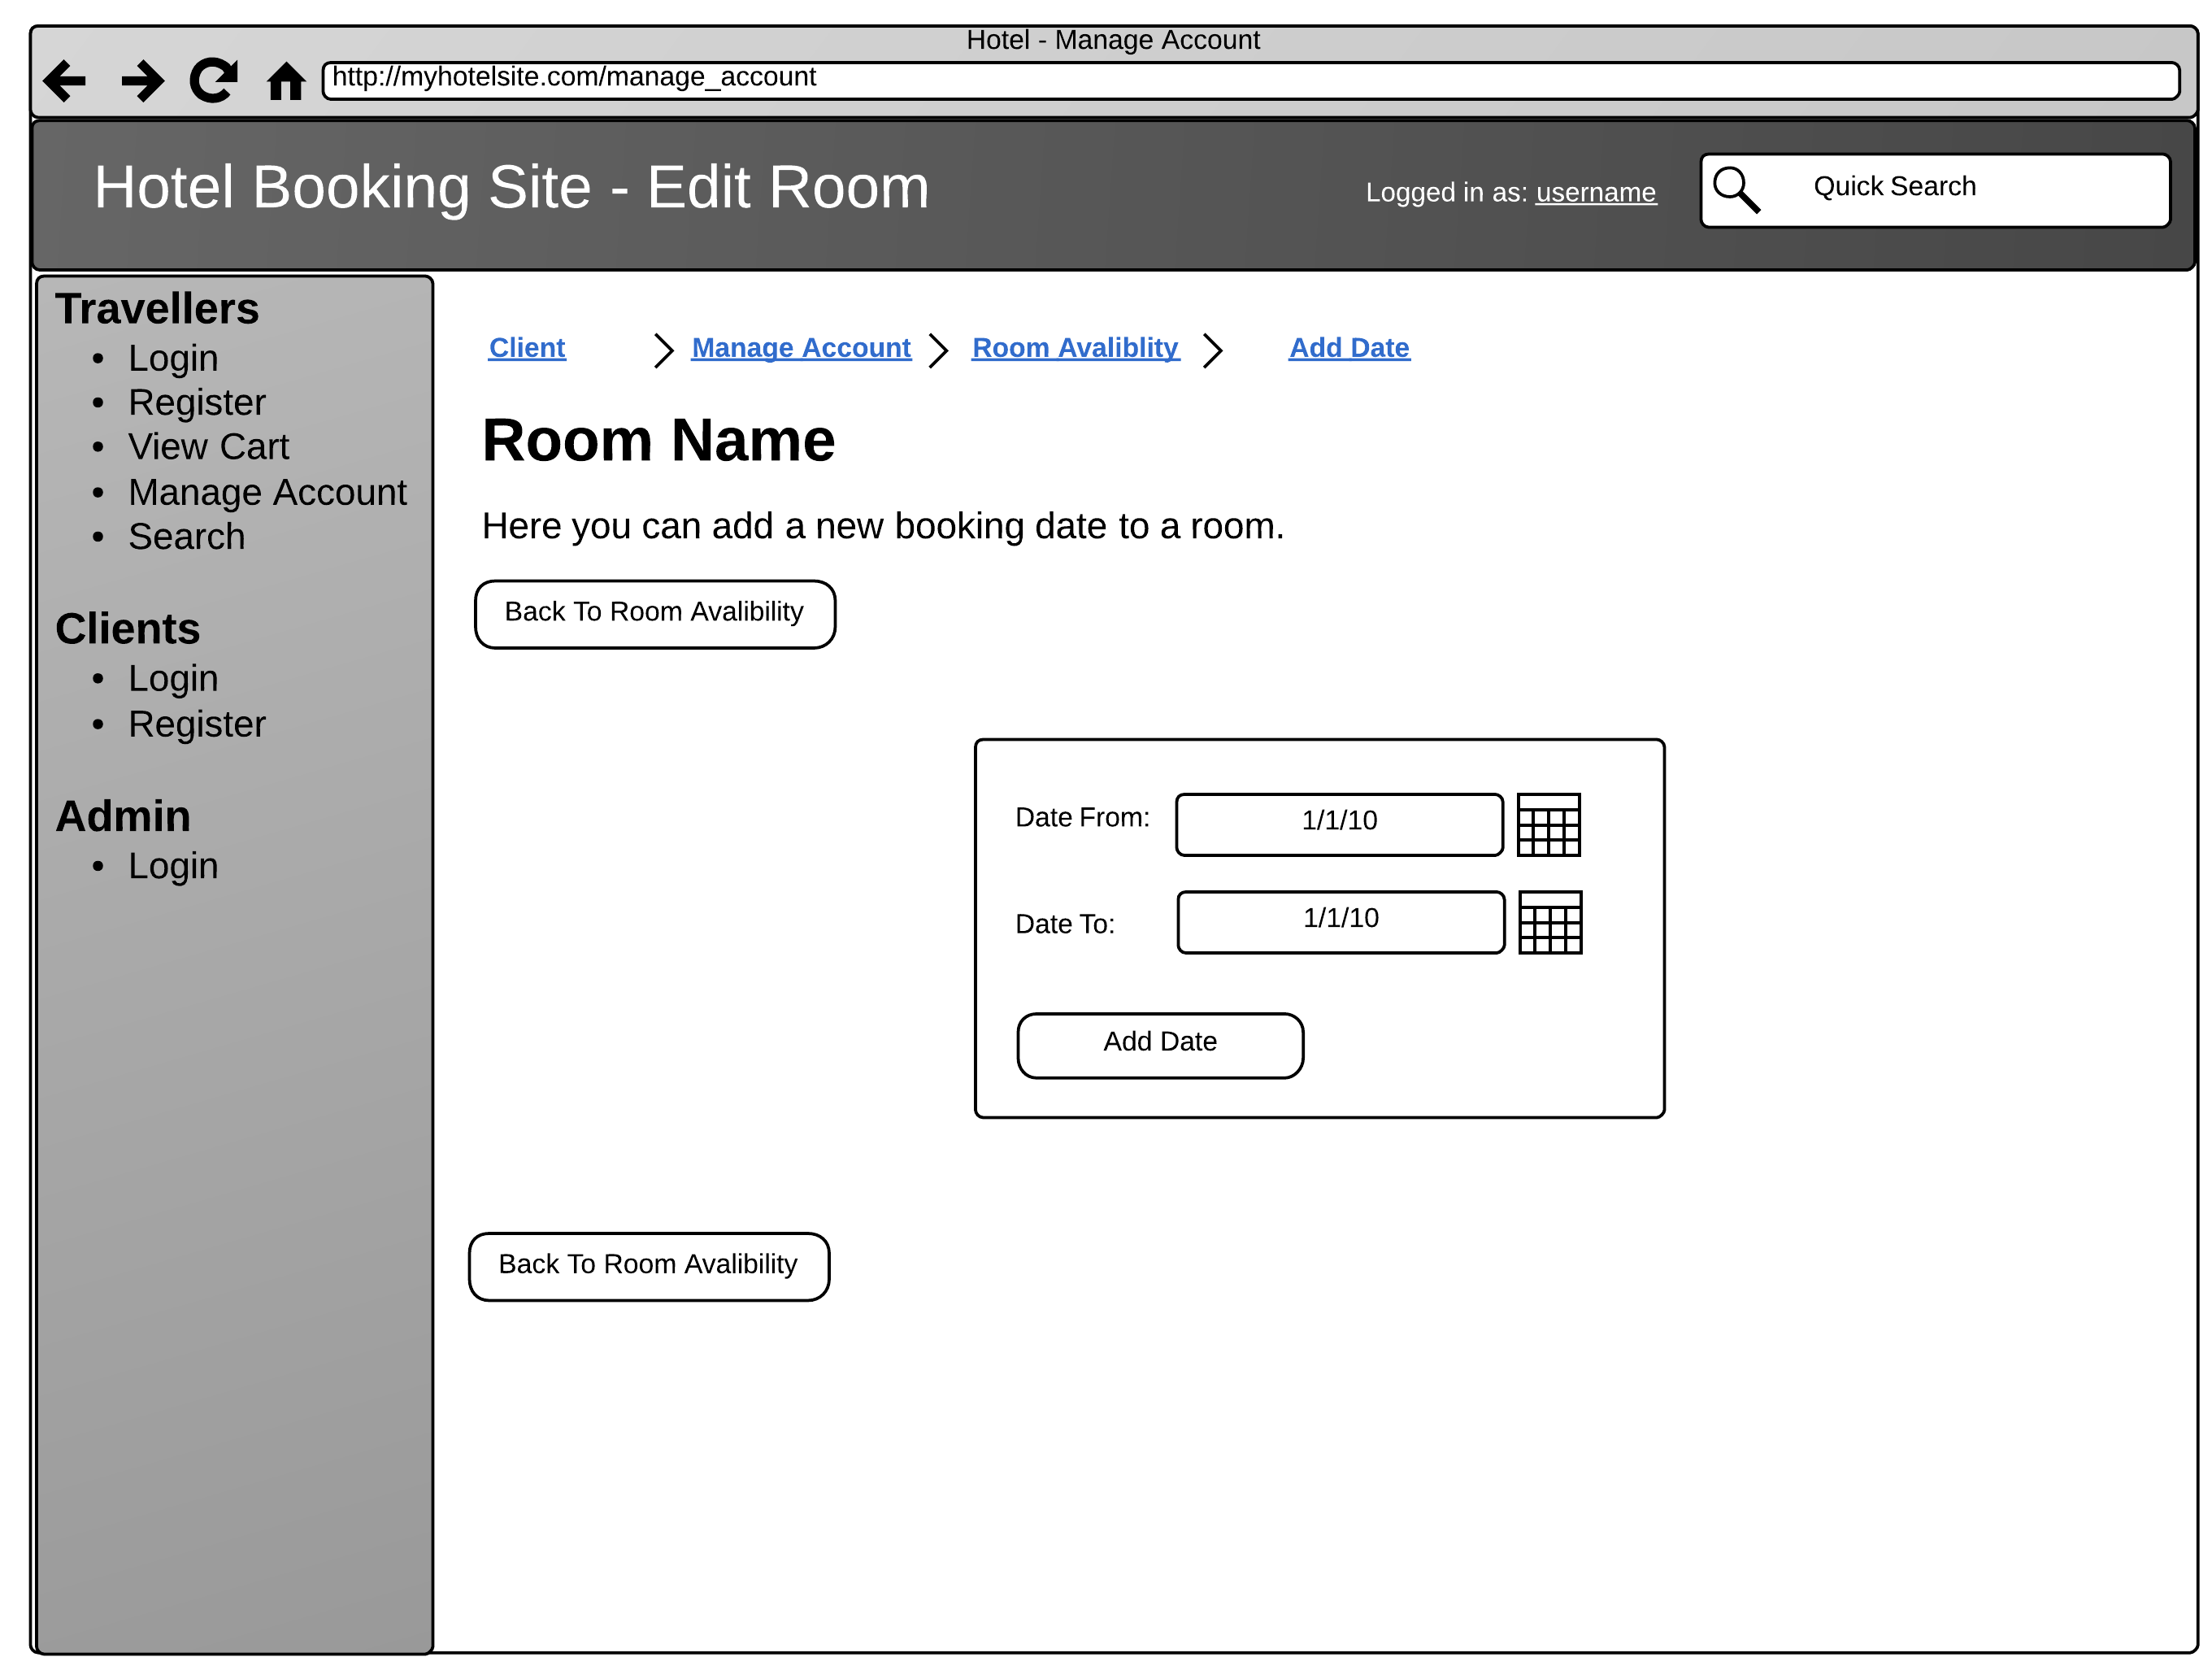 Hotel - Manage Account
http://myhotelsite.com/manage_account
Hotel Booking Site - Edit Room
Logged in as: username
Quick Search
Travellers
• Login
• Register
• View Cart
• Manage Account
• Search
Clients
• Login
• Register
Admin
• Login
Client > Manage Account > Room Avaliblity > Add Date
Room Name
Here you can add a new booking date to a room.
Back To Room Avalibility
Date From: 1/1/10
Date To: 1/1/10
Add Date
Back To Room Avalibility